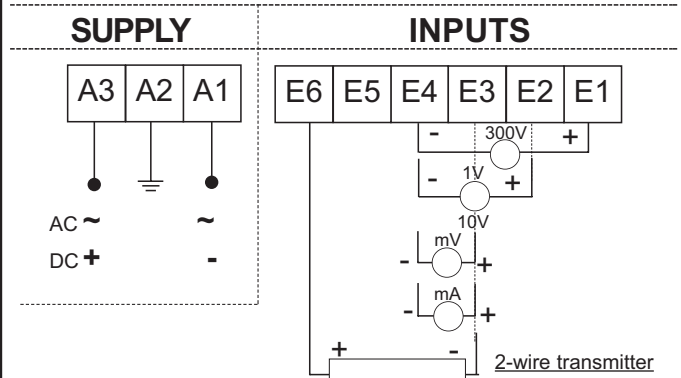 SUPPLY
INPUTS
A3 A2 A1
E6 E5 E4 E3 E2 E1
- 300V +
- 1V +
10V
mV
- +
mA
- +
AC ~ ~
DC + -
+ -
2-wire transmitter